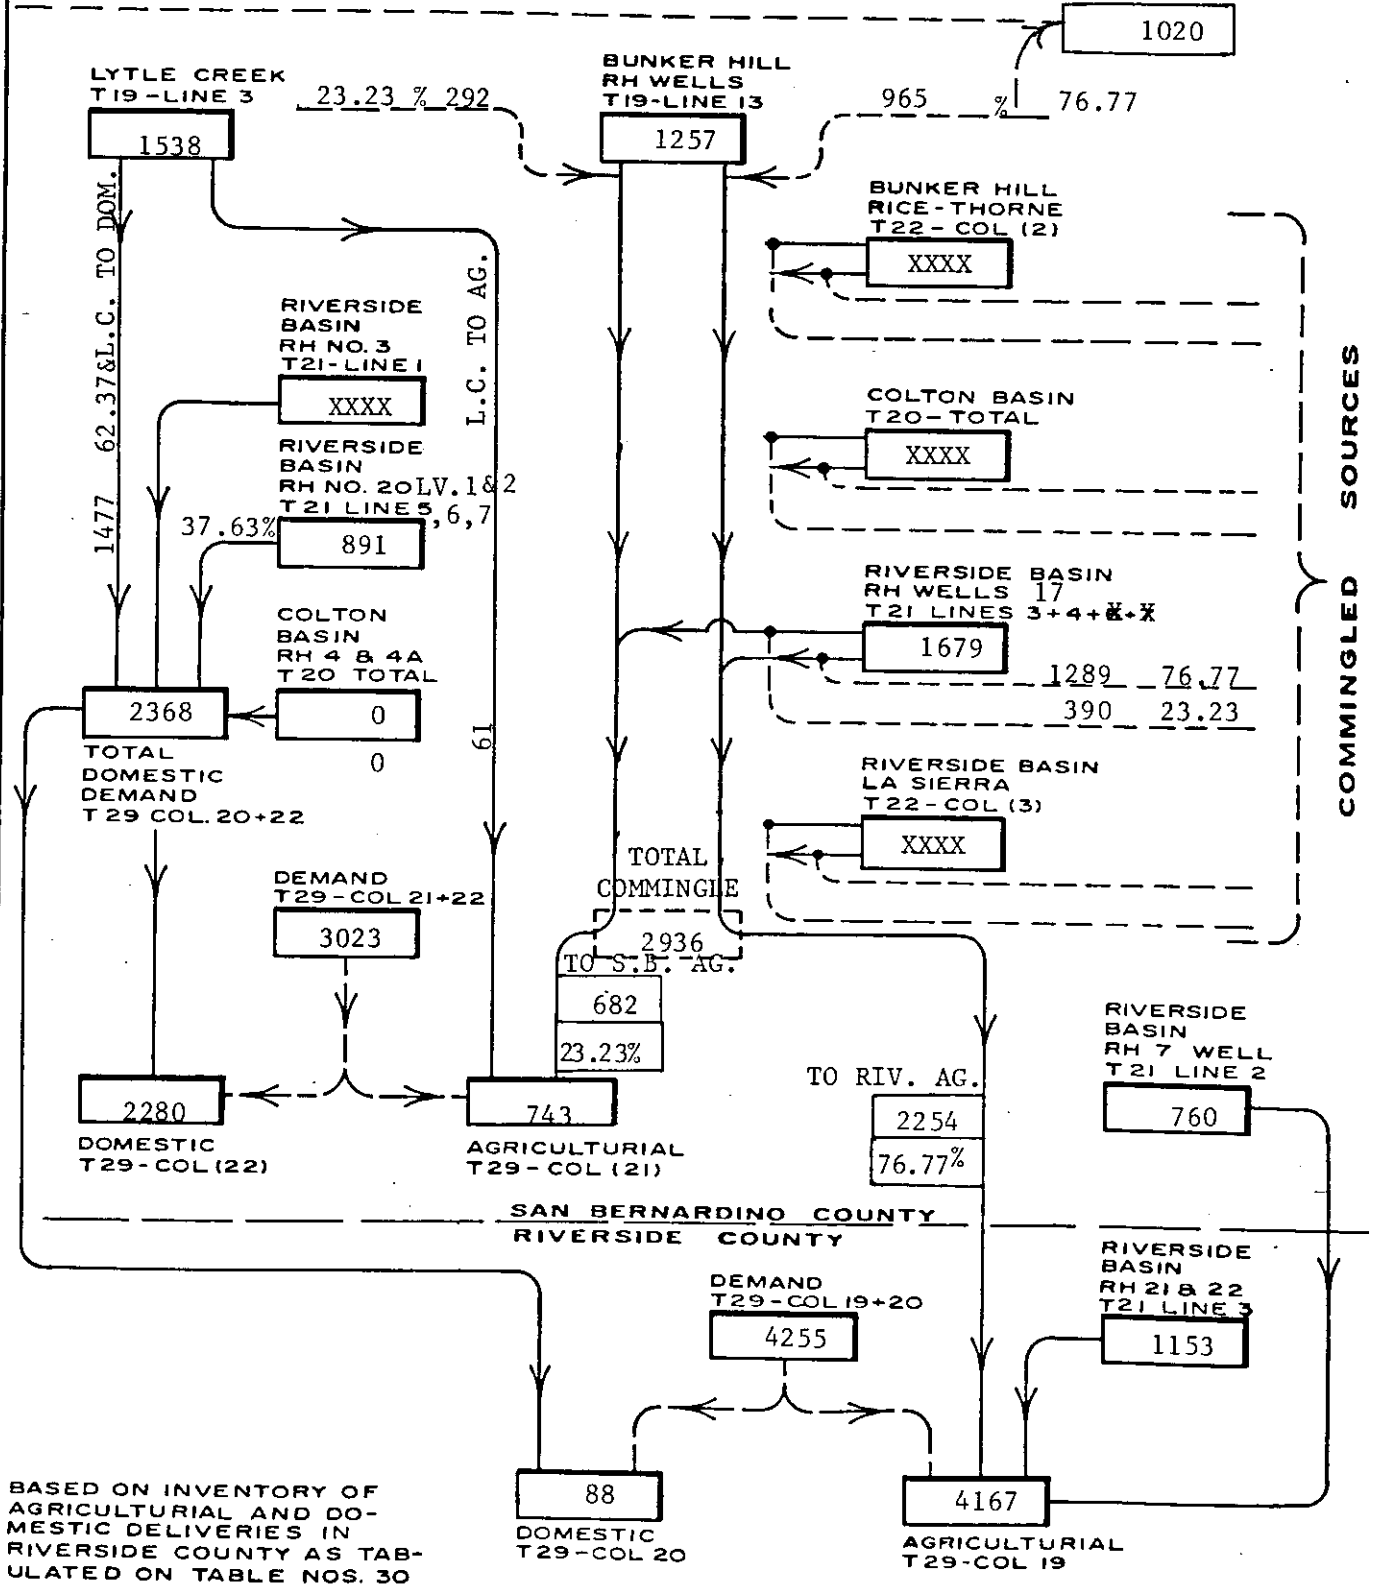 1020
LYTLE CREEK
T19-LINE 3
1538
23.23 % 292
BUNKER HILL
RH WELLS
T19-LINE 13
1257
965 % 76.77
BUNKER HILL
RICE-THORNE
T22-COL (2)
XXXX
1477 62.37&L.C. TO DOM.
L.C. TO AG.
61
RIVERSIDE
BASIN
RH NO. 3
T21-LINE 1
XXXX
RIVERSIDE
BASIN
RH NO. 20LV.1&2
T21 LINE 5,6,7
37.63%
891
COLTON BASIN
T20-TOTAL
XXXX
COLTON
BASIN
RH 4 & 4A
T20 TOTAL
0
0
RIVERSIDE BASIN
RH WELLS 17
T21 LINES 3+4+
1679
1289 76.77
390 23.23
COMMINGLED SOURCES
2368
TOTAL
DOMESTIC
DEMAND
T29 COL. 20+22
RIVERSIDE BASIN
LA SIERRA
T22-COL (3)
XXXX
DEMAND
T29-COL 21+22
3023
TOTAL
COMMINGLE
2936
TO S.B. AG.
682
23.23%
2280
DOMESTIC
T29-COL (22)
743
AGRICULTURIAL
T29-COL (21)
TO RIV. AG.
2254
76.77%
RIVERSIDE
BASIN
RH 7 WELL
T21 LINE 2
760
SAN BERNARDINO COUNTY
RIVERSIDE COUNTY
RIVERSIDE
BASIN
RH 21 & 22
T21 LINE 3
1153
DEMAND
T29-COL 19+20
4255
88
DOMESTIC
T29-COL 20
4167
AGRICULTURIAL
T29-COL 19
BASED ON INVENTORY OF
AGRICULTURIAL AND DO-
MESTIC DELIVERIES IN
RIVERSIDE COUNTY AS TAB-
ULATED ON TABLE NOS. 30